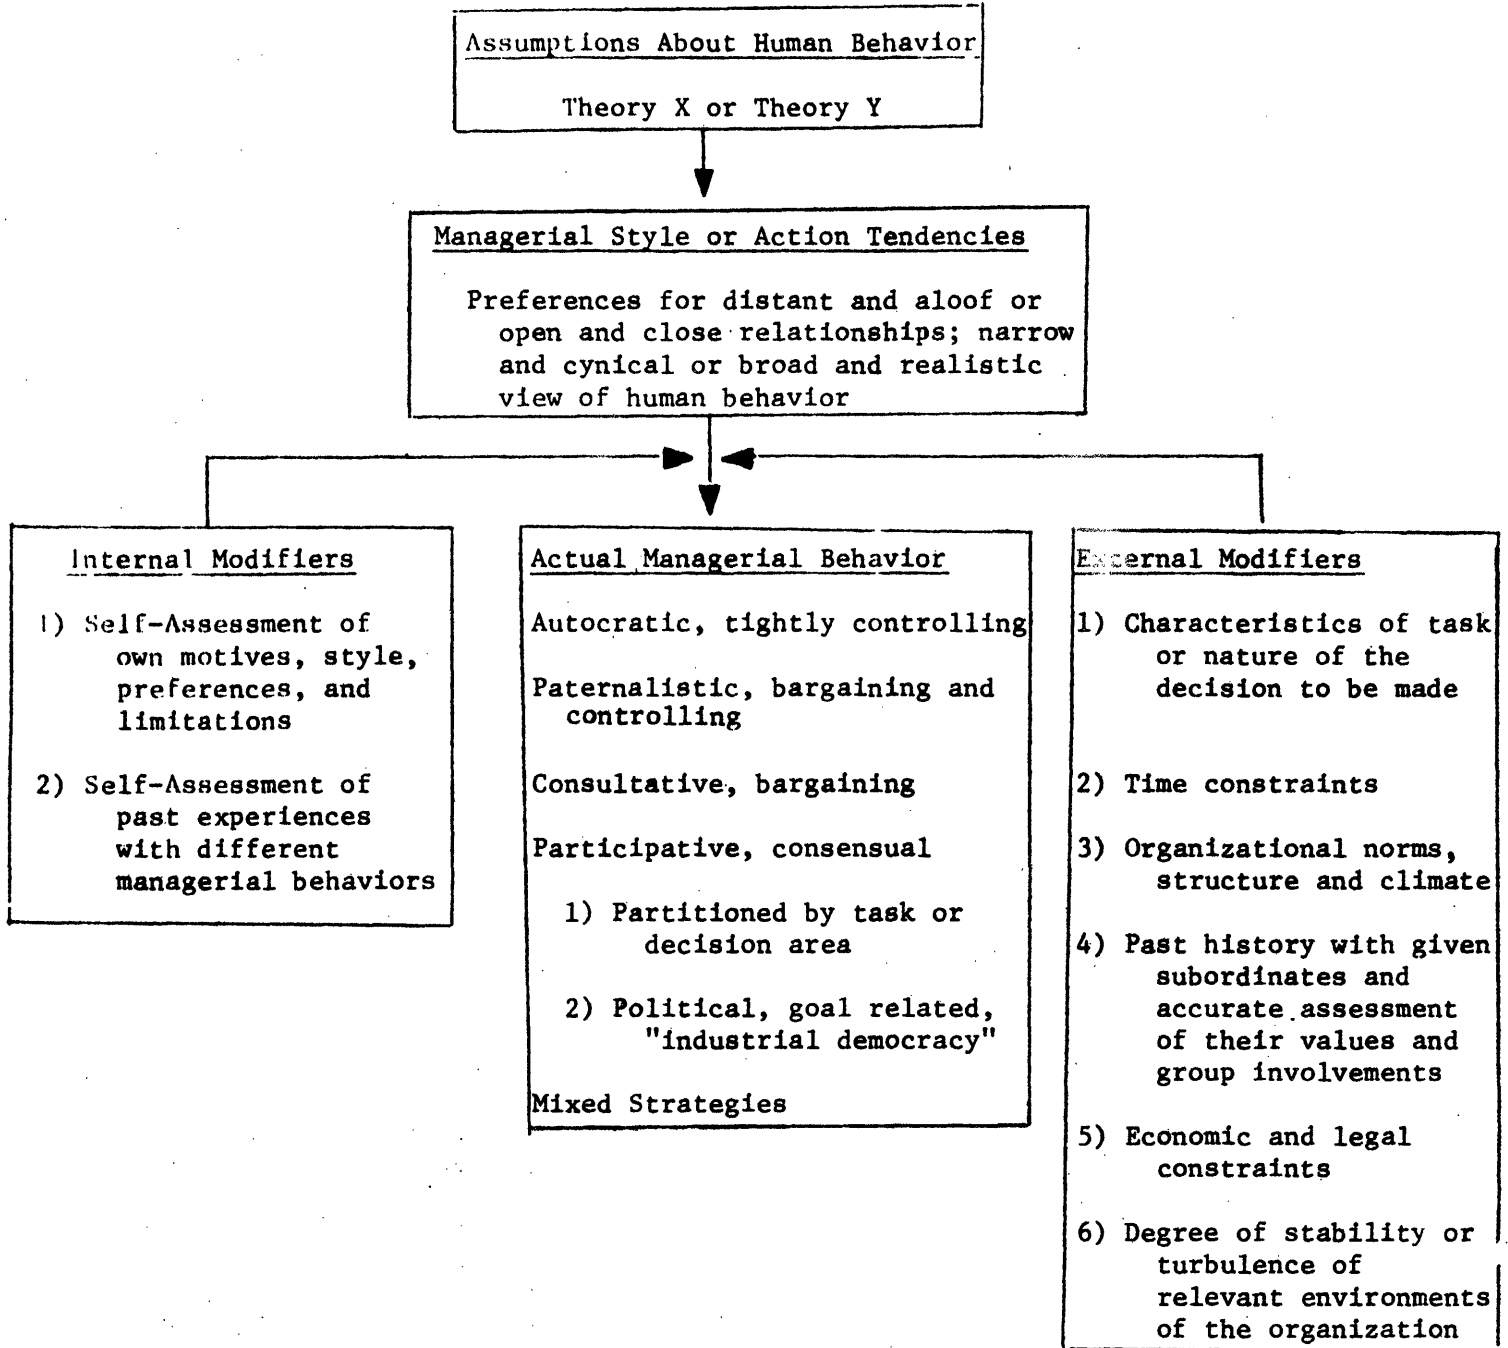 Assumptions About Human Behavior
Theory X or Theory Y
Managerial Style or Action Tendencies
Preferences for distant and aloof or
open and close relationships; narrow
and cynical or broad and realistic
view of human behavior
Internal Modifiers
1) Self-Assessment of
own motives, style,
preferences, and
limitations
2) Self-Assessment of
past experiences
with different
managerial behaviors
Actual Managerial Behavior
Autocratic, tightly controlling
Paternalistic, bargaining and
controlling
Consultative, bargaining
Participative, consensual
1) Partitioned by task or
decision area
2) Political, goal related,
"industrial democracy"
Mixed Strategies
External Modifiers
1) Characteristics of task
or nature of the
decision to be made
2) Time constraints
3) Organizational norms,
structure and climate
4) Past history with given
subordinates and
accurate assessment
of their values and
group involvements
5) Economic and legal
constraints
6) Degree of stability or
turbulence of
relevant environments
of the organization